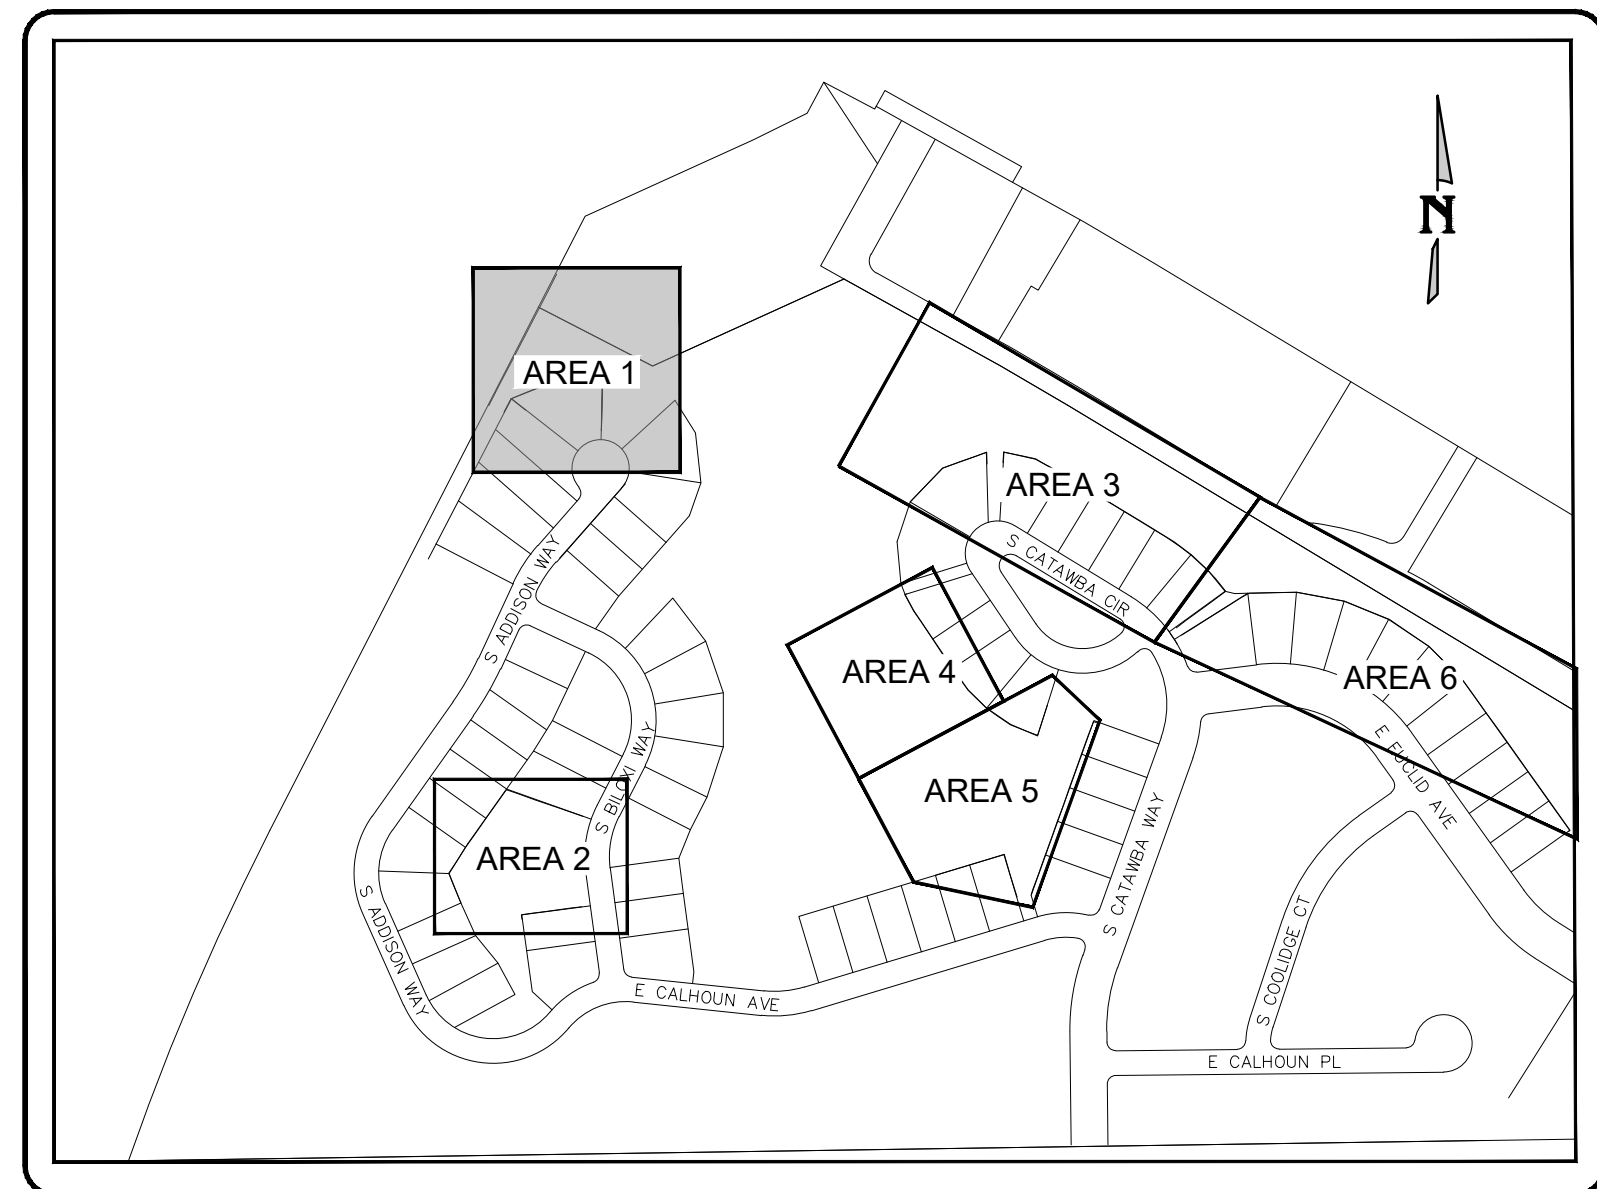 N
AREA 1
AREA 3
S CATAWBA CIR
S ADDISON WAY
AREA 4
AREA 6
S BILOXI WAY
E EUCLID AVE
AREA 5
AREA 2
S CATAWBA WAY
S ADDISON WAY
S COOLIDGE CT
E CALHOUN AVE
E CALHOUN PL